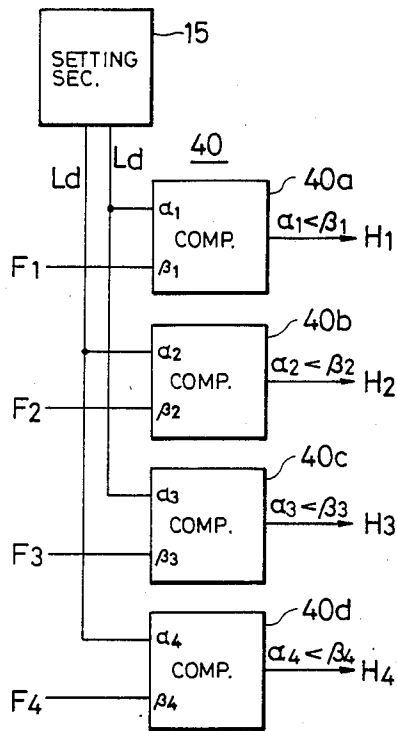 SETTING
SEC.
15
Ld
Ld
40
40a
α1
COMP.
β1
α1<β1
H1
F1
40b
α2
COMP.
β2
α2<β2
H2
F2
40c
α3
COMP.
β3
α3<β3
H3
F3
40d
α4
COMP.
β4
α4<β4
H4
F4